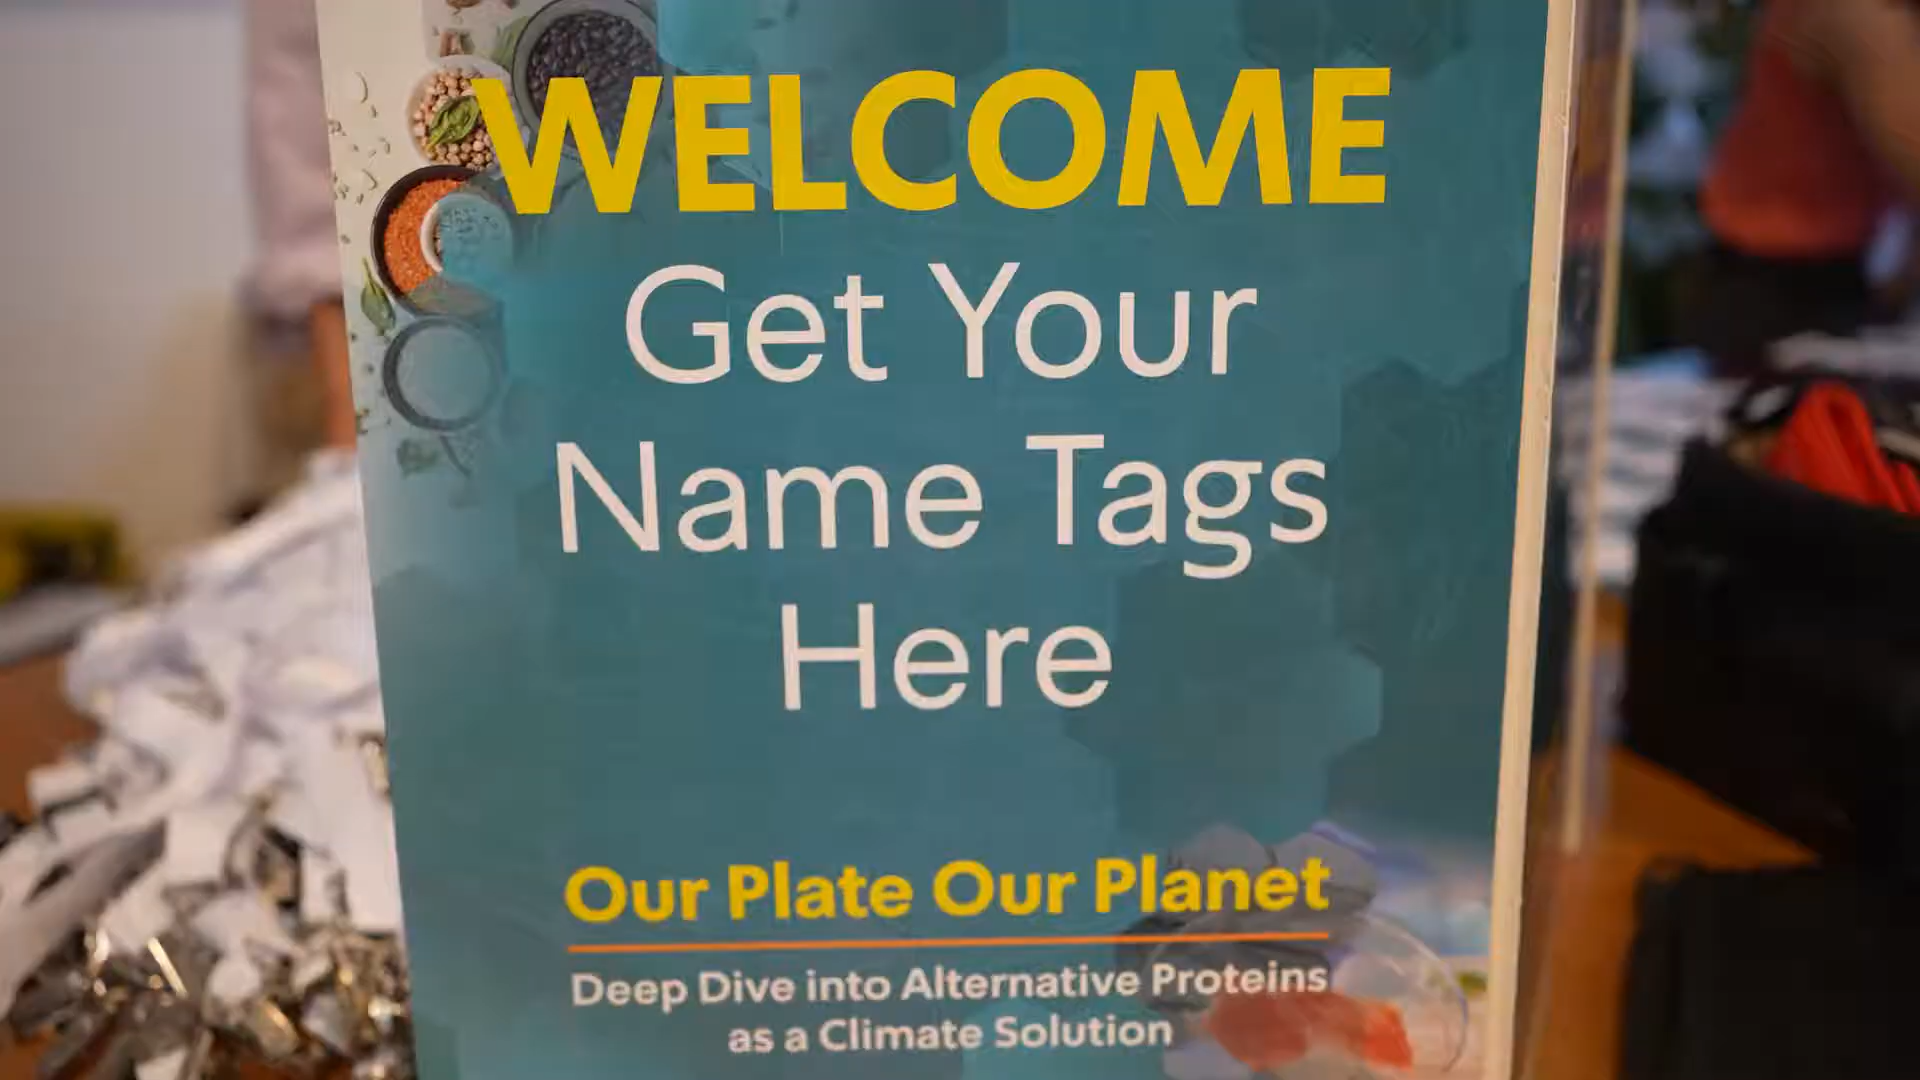 WELCOME
Get Your
Name Tags
Here
Our Plate Our Planet
Deep Dive into Alternative Proteins
as a Climate Solution